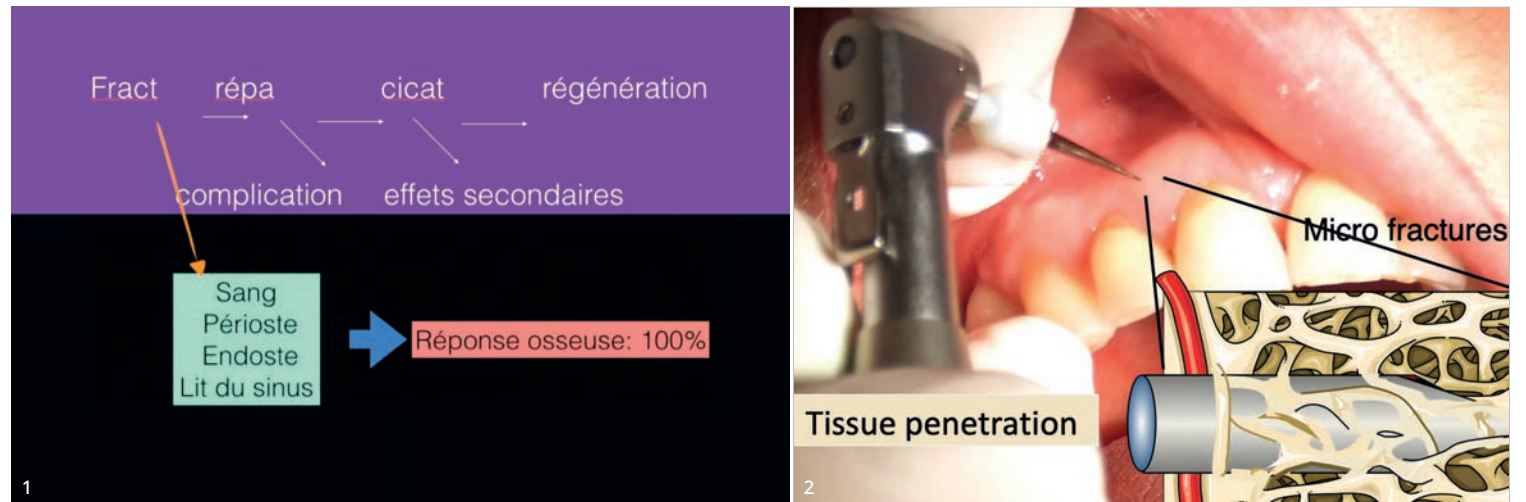 Fract répa cicat régénération
complication effets secondaires
Sang
Périoste
Endoste
Lit du sinus
Réponse osseuse: 100%
1
Micro fractures
Tissue penetration
2